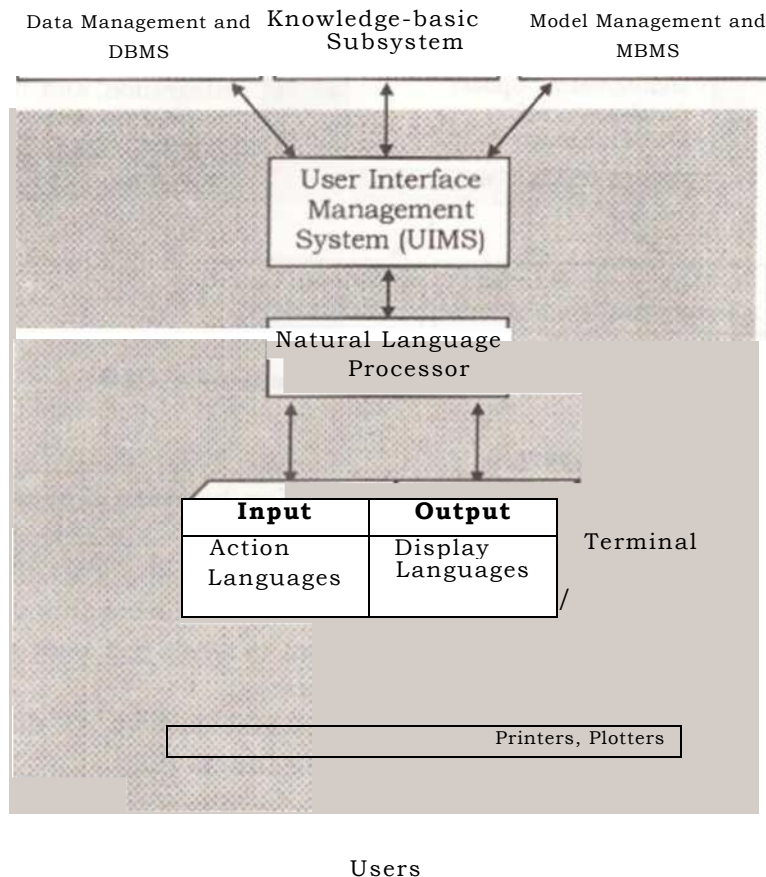 Data Management and
DBMS
Knowledge-basic
Subsystem
Model Management and
MBMS
User Interface
Management
System (UIMS)
Natural Language
Processor
Input
Output
Action
Languages
Display
Languages
Terminal
/
Printers, Plotters
Users